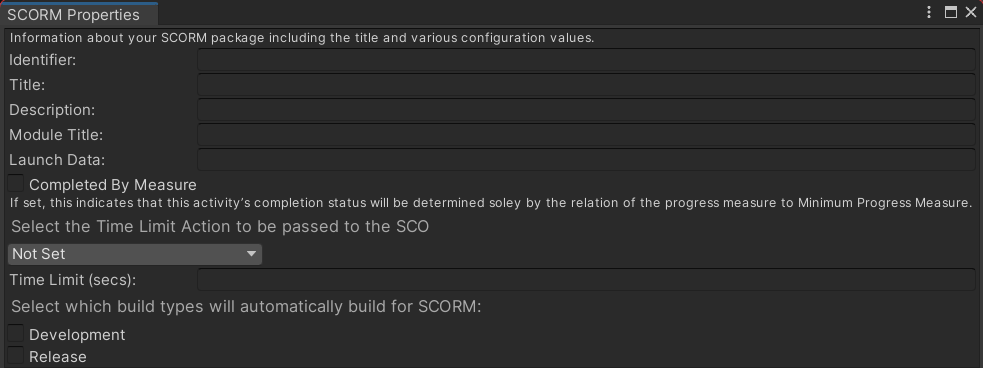 SCORM Properties
Information about your SCORM package including the title and various configuration values.
Identifier:
Title:
Description:
Module Title:
Launch Data:
Completed By Measure
If set, this indicates that this activity's completion status will be determined soley by the relation of the progress measure to Minimum Progress Measure.
Select the Time Limit Action to be passed to the SCO
Not Set
Time Limit (secs):
Select which build types will automatically build for SCORM:
Development
Release